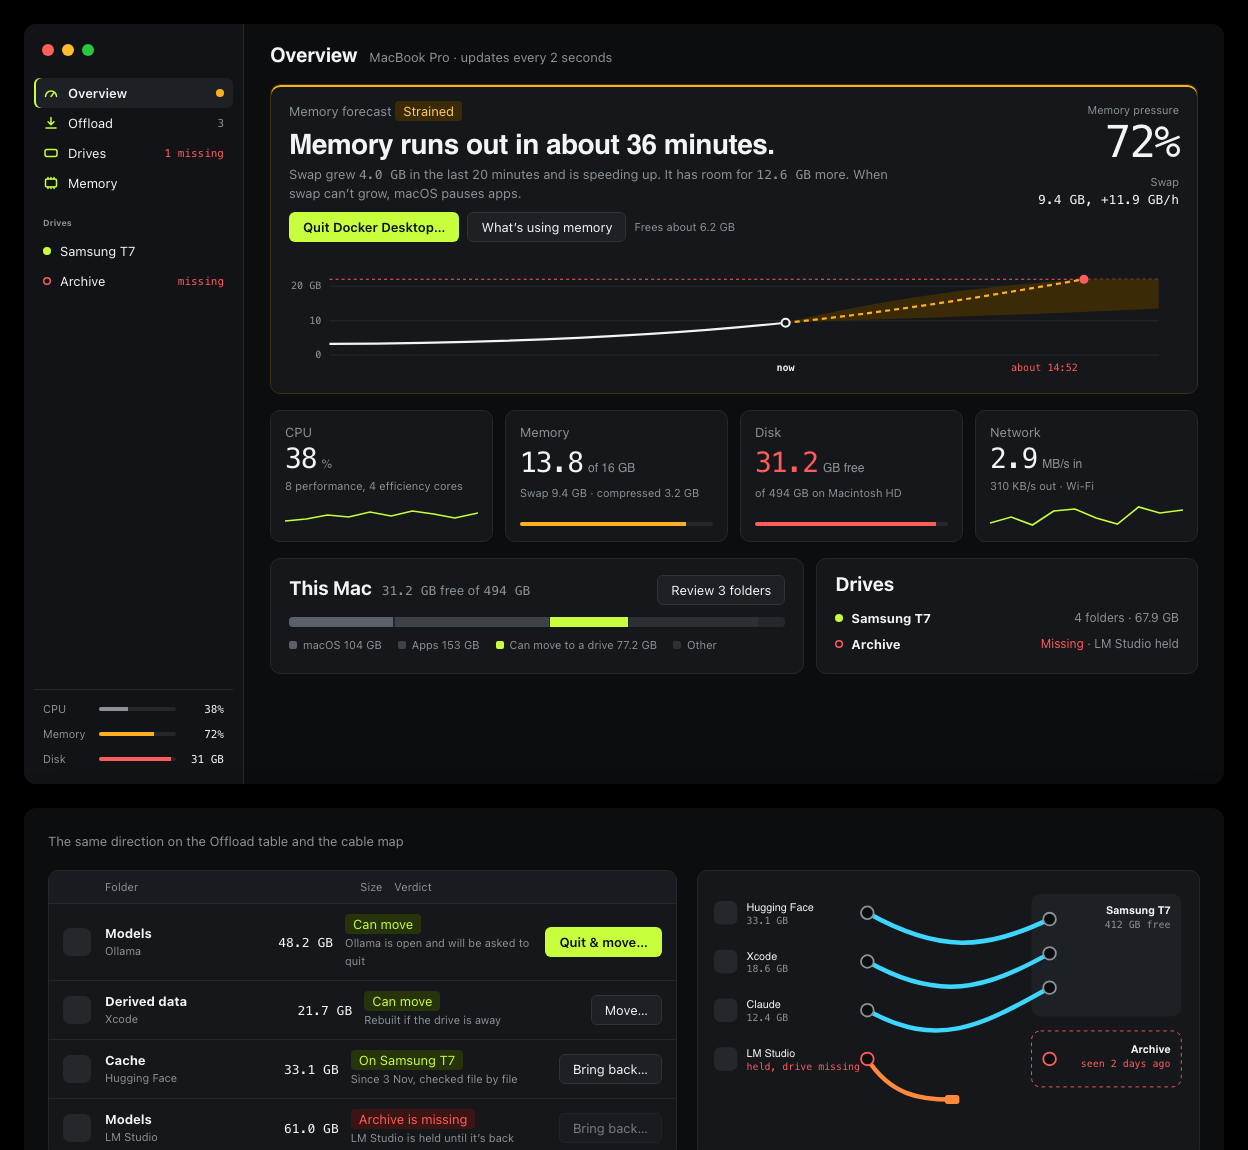 Overview
Offload 3
Drives 1 missing
Memory
Drives
Samsung T7
Archive missing
CPU 38%
Memory 72%
Disk 31 GB
Overview MacBook Pro · updates every 2 seconds
Memory forecast Strained
Memory runs out in about 36 minutes.
Swap grew 4.0 GB in the last 20 minutes and is speeding up. It has room for 12.6 GB more. When
swap can’t grow, macOS pauses apps.
Quit Docker Desktop... What’s using memory Frees about 6.2 GB
Memory pressure
72%
Swap
9.4 GB, +11.9 GB/h
20 GB
10
0
now about 14:52
CPU
38 %
8 performance, 4 efficiency cores
Memory
13.8 of 16 GB
Swap 9.4 GB · compressed 3.2 GB
Disk
31.2 GB free
of 494 GB on Macintosh HD
Network
2.9 MB/s in
310 KB/s out · Wi-Fi
This Mac 31.2 GB free of 494 GB Review 3 folders
macOS 104 GB Apps 153 GB Can move to a drive 77.2 GB Other
Drives
Samsung T7 4 folders · 67.9 GB
Archive Missing · LM Studio held
The same direction on the Offload table and the cable map
Folder Size Verdict
Models
Ollama
48.2 GB
Can move
Ollama is open and will be asked to
quit
Quit & move...
Derived data
Xcode
21.7 GB
Can move
Rebuilt if the drive is away
Move...
Cache
Hugging Face
33.1 GB
On Samsung T7
Since 3 Nov, checked file by file
Bring back...
Models
LM Studio
61.0 GB
Archive is missing
LM Studio is held until it’s back
Bring back...
Hugging Face
33.1 GB
Xcode
18.6 GB
Claude
12.4 GB
LM Studio
held, drive missing
Samsung T7
412 GB free
Archive
seen 2 days ago